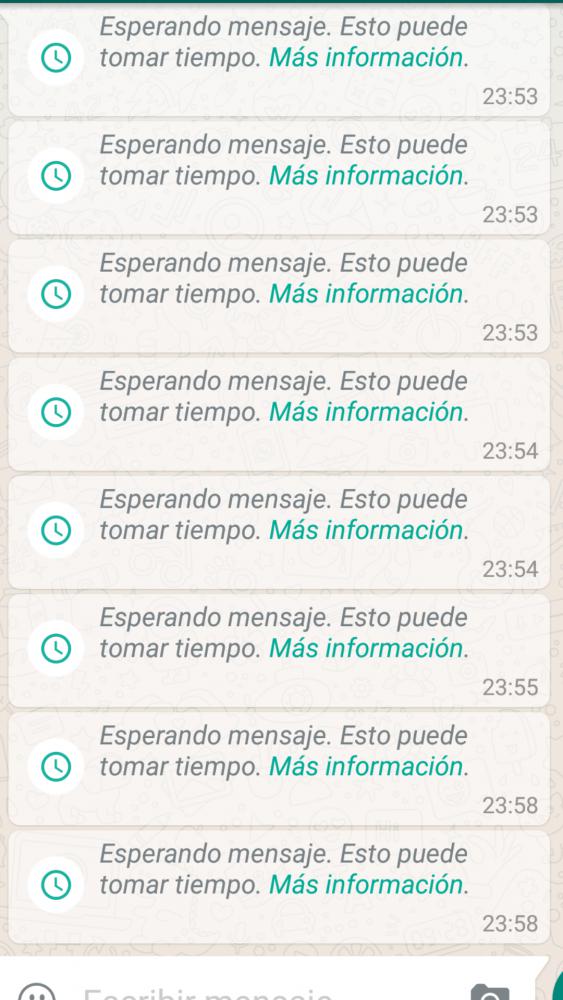 Esperando mensaje. Esto puede
tomar tiempo. Más información.
23:53
Esperando mensaje. Esto puede
tomar tiempo. Más información.
23:53
Esperando mensaje. Esto puede
tomar tiempo. Más información.
23:53
Esperando mensaje. Esto puede
tomar tiempo. Más información.
23:54
Esperando mensaje. Esto puede
tomar tiempo. Más información.
23:54
Esperando mensaje. Esto puede
tomar tiempo. Más información.
23:55
Esperando mensaje. Esto puede
tomar tiempo. Más información.
23:58
Esperando mensaje. Esto puede
tomar tiempo. Más información.
23:58
Escribir mensaje